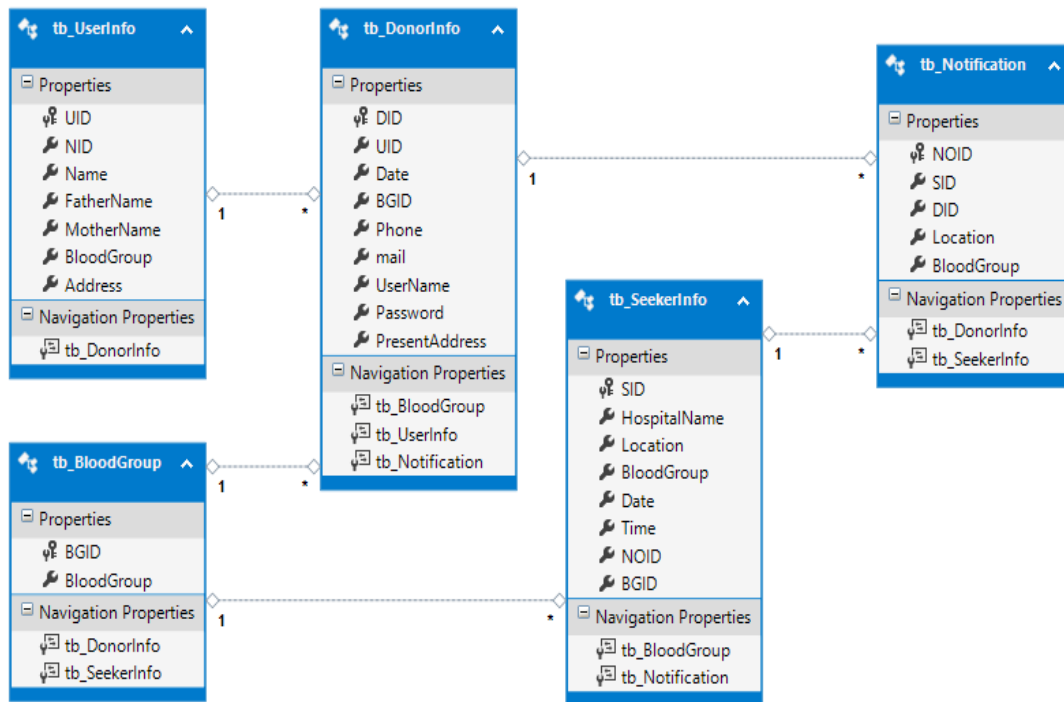 tb_UserInfo
Properties
UID
NID
Name
FatherName
MotherName
BloodGroup
Address
Navigation Properties
tb_DonorInfo
1
*
tb_DonorInfo
Properties
DID
UID
Date
BGID
Phone
mail
UserName
Password
PresentAddress
Navigation Properties
tb_BloodGroup
tb_UserInfo
tb_Notification
1
*
tb_Notification
Properties
NOID
SID
DID
Location
BloodGroup
Navigation Properties
tb_DonorInfo
tb_SeekerInfo
tb_SeekerInfo
Properties
SID
HospitalName
Location
BloodGroup
Date
Time
NOID
BGID
Navigation Properties
tb_BloodGroup
tb_Notification
1
*
tb_BloodGroup
Properties
BGID
BloodGroup
Navigation Properties
tb_DonorInfo
tb_SeekerInfo
1
*
1
*